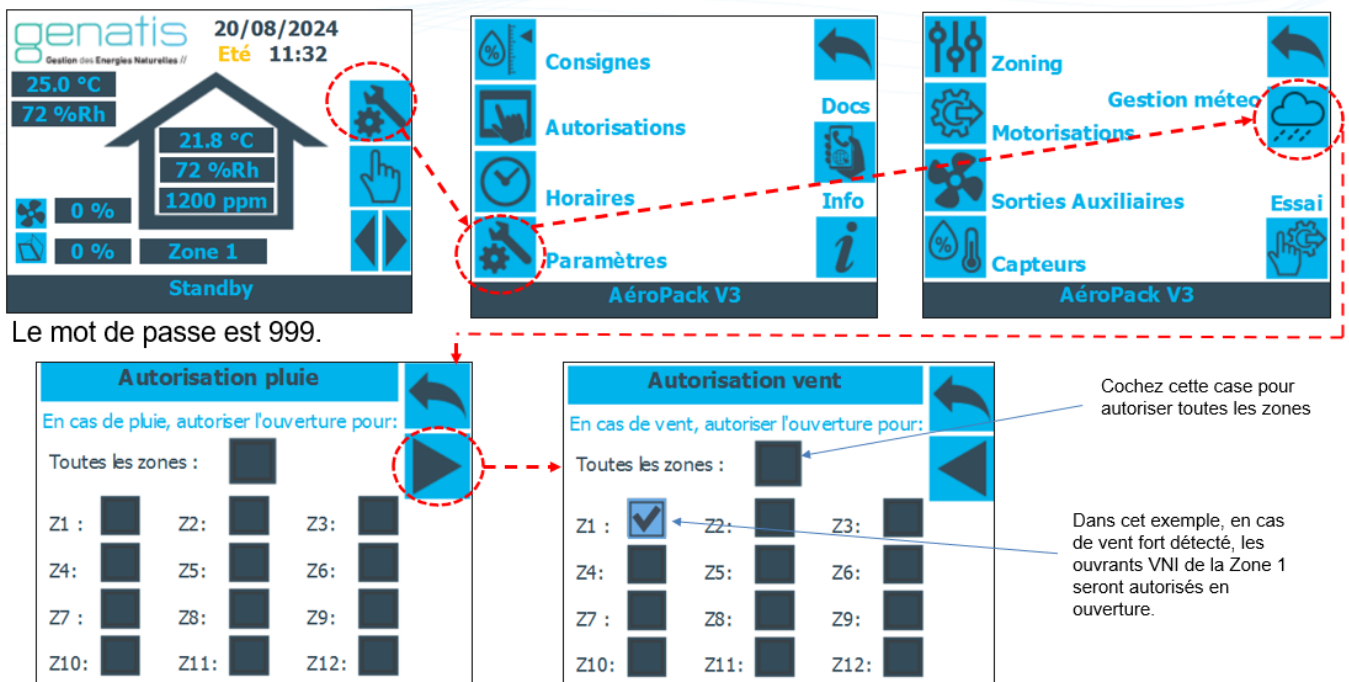 genatis
Gestion des Energies Naturelles //
20/08/2024
Eté 11:32
25.0 °C
72 %Rh
21.8 °C
72 %Rh
1200 ppm
0 %
0 %
Zone 1
Standby
%
Consignes
Autorisations
Docs
Horaires
Info
i
Paramètres
AéroPack V3
Zoning
Gestion méteo
Motorisations
Sorties Auxiliaires
Essai
%
Capteurs
AéroPack V3
Le mot de passe est 999.
Autorisation pluie
En cas de pluie, autoriser l'ouverture pour:
Toutes les zones :
Z1 : Z2: Z3:
Z4: Z5: Z6:
Z7 : Z8: Z9:
Z10: Z11: Z12:
Autorisation vent
En cas de vent, autoriser l'ouverture pour:
Toutes les zones :
Z1 : Z2: Z3:
Z4: Z5: Z6:
Z7 : Z8: Z9:
Z10: Z11: Z12:
Cochez cette case pour
autoriser toutes les zones
Dans cet exemple, en cas
de vent fort détecté, les
ouvrants VNI de la Zone 1
seront autorisés en
ouverture.